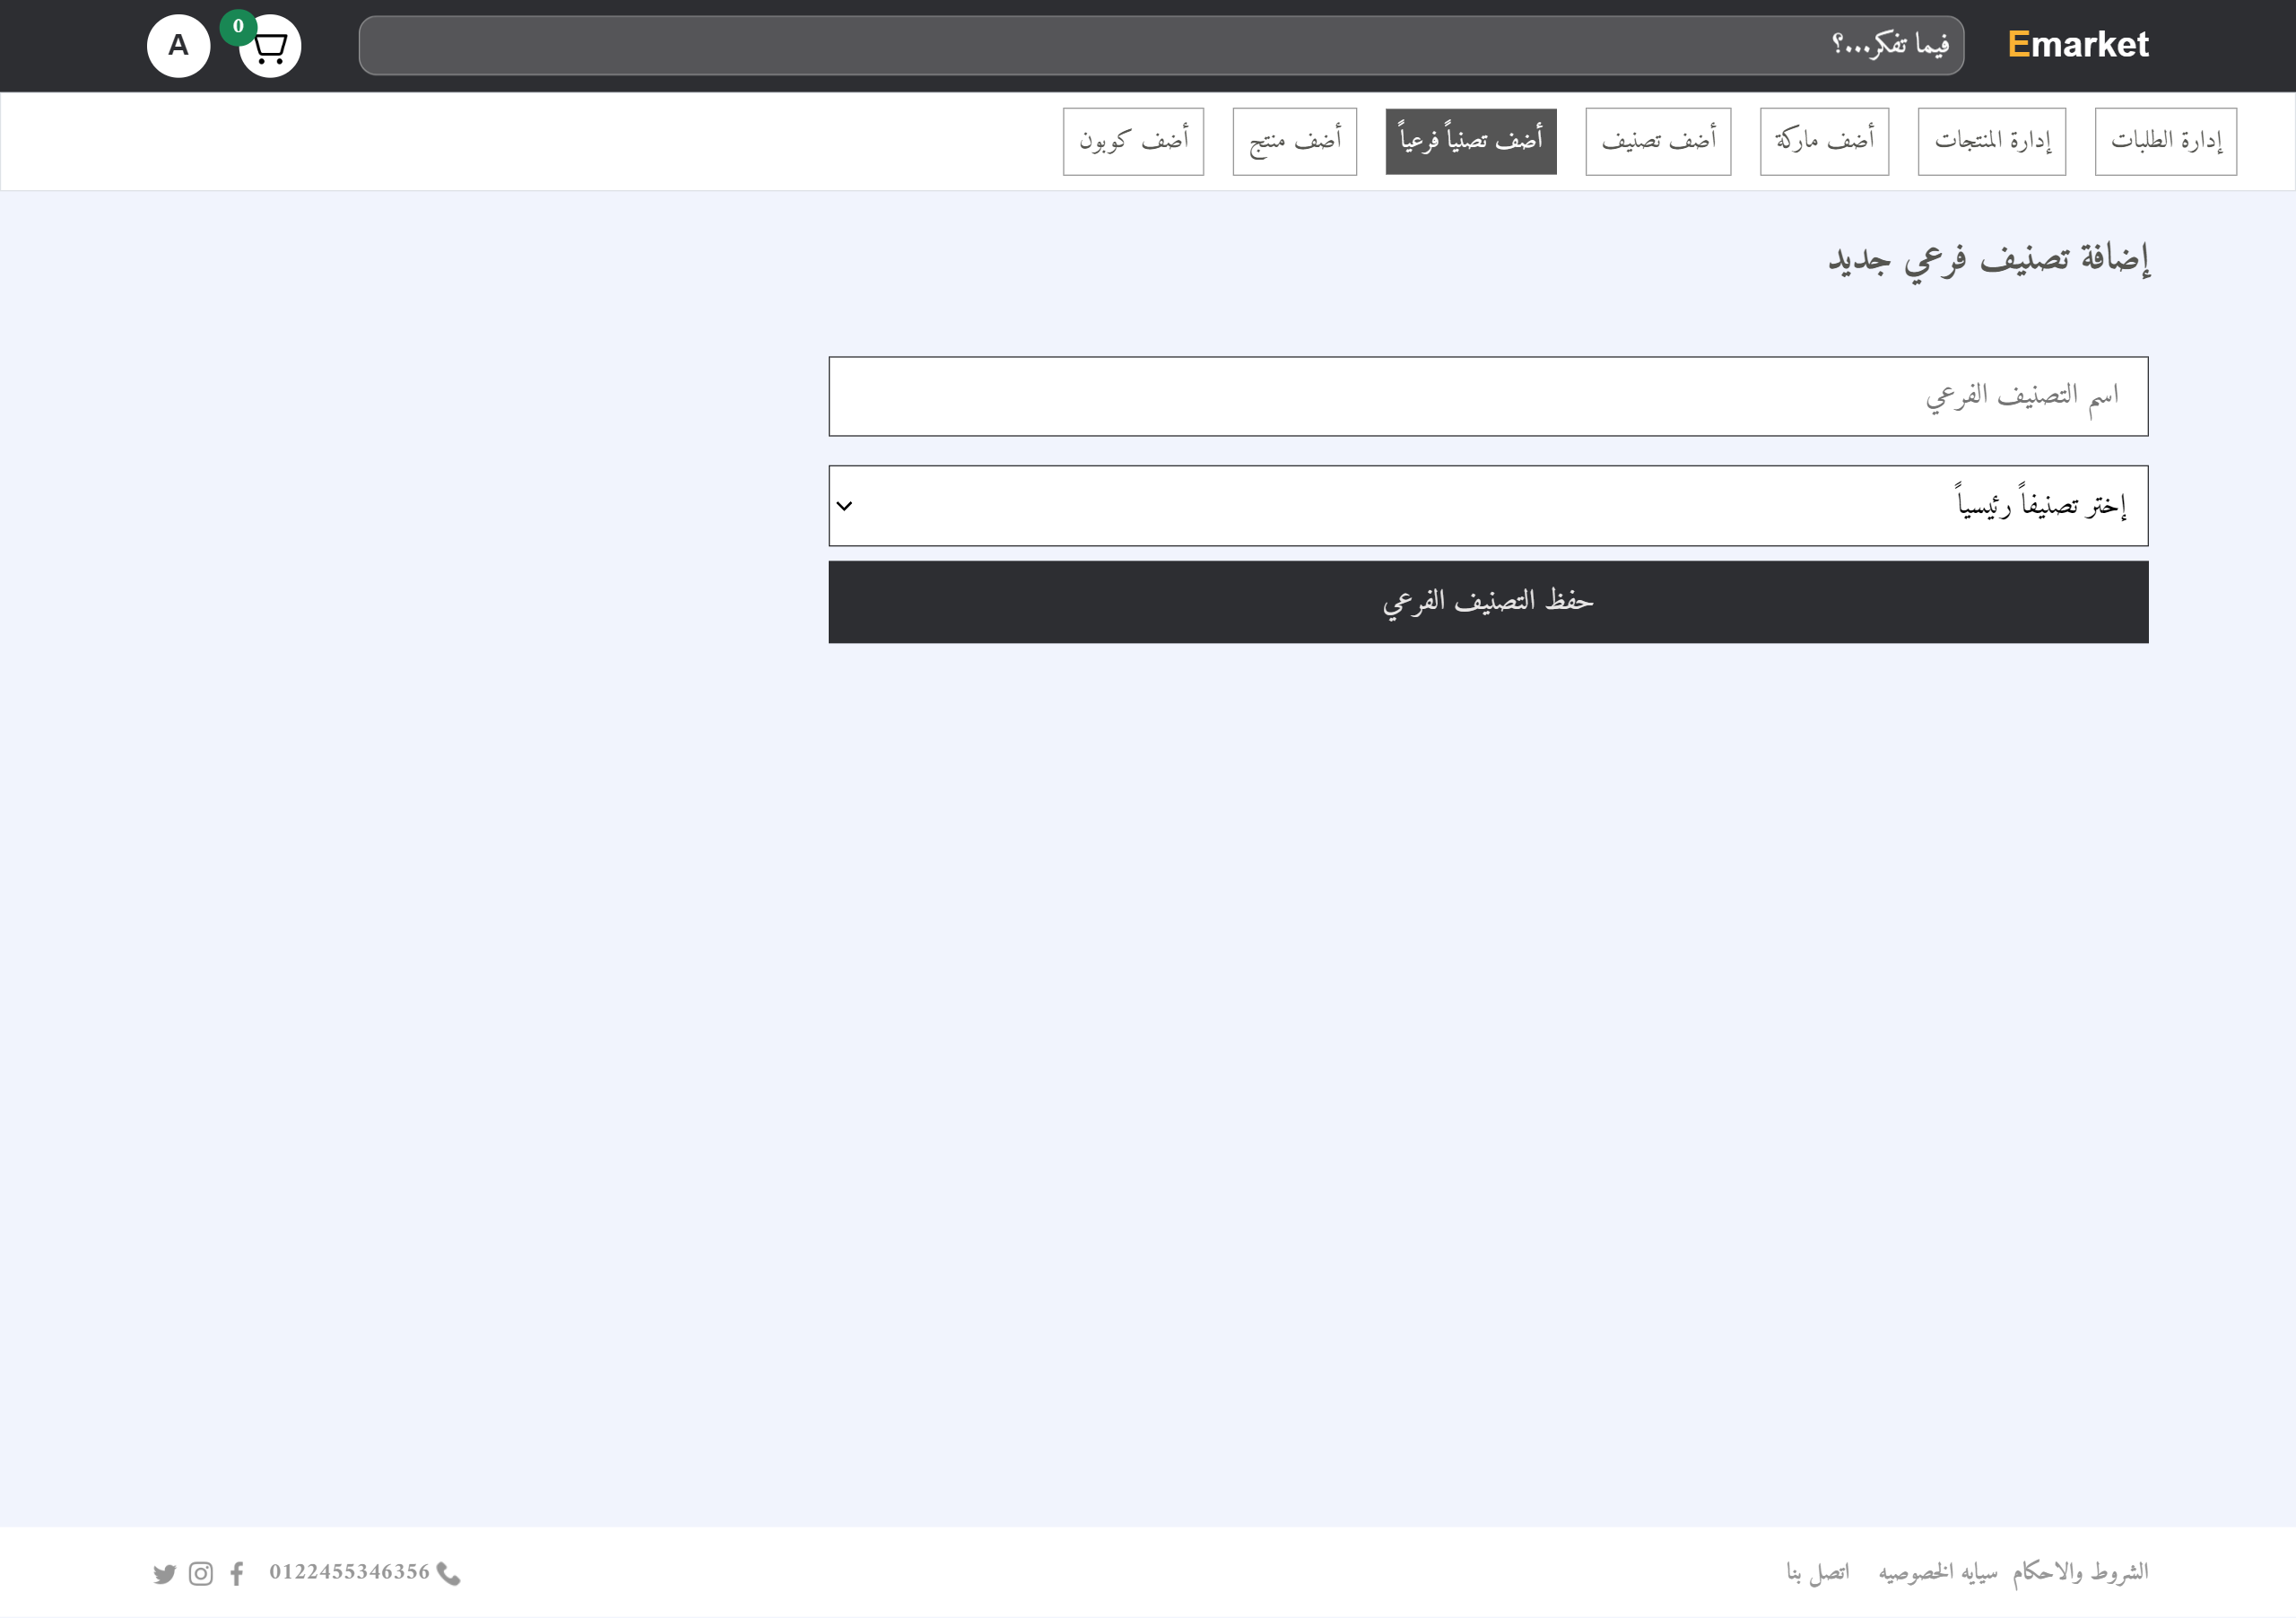 Emarket
فيما تفكر...؟
0
A
إدارة الطلبات
إدارة المنتجات
أضف ماركة
أضف تصنيف
أضف تصنياً فرعياً
أضف منتج
أضف كوبون
إضافة تصنيف فرعي جديد
اسم التصنيف الفرعي
إختر تصنيفاً رئيسياً
حفظ التصنيف الفرعي
الشروط والاحكام
سيايه الخصوصيه
اتصل بنا
0122455346356